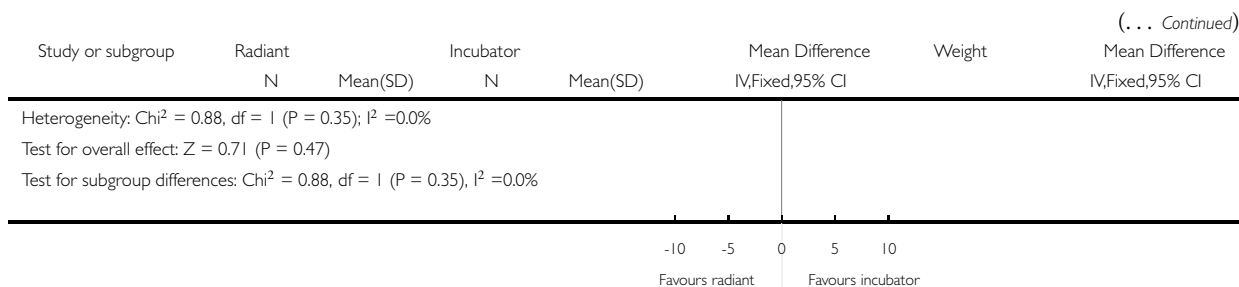 (... Continued)
Study or subgroup Radiant Incubator Mean Difference Weight Mean Difference
N Mean(SD) N Mean(SD) IV,Fixed,95% CI IV,Fixed,95% CI
Heterogeneity: Chi² = 0.88, df = 1 (P = 0.35); I² =0.0%
Test for overall effect: Z = 0.71 (P = 0.47)
Test for subgroup differences: Chi² = 0.88, df = 1 (P = 0.35), I² =0.0%
-10 -5 0 5 10
Favours radiant Favours incubator